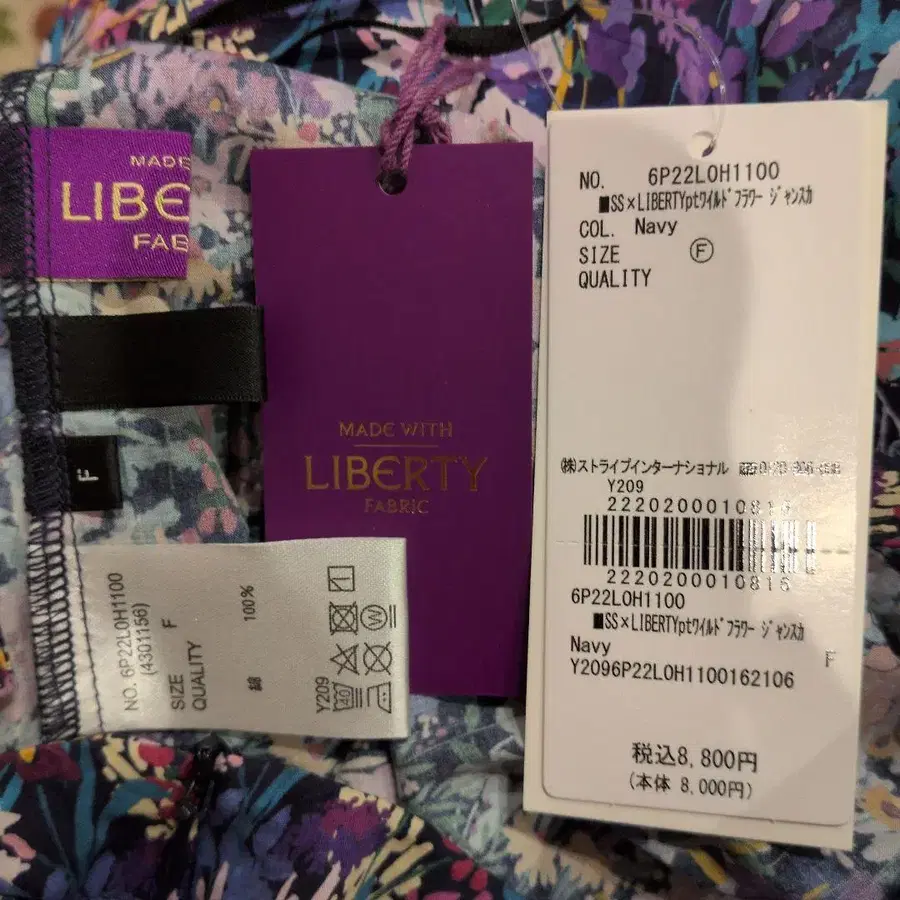 MADE
LIBE
FAB
MADE WITH
LIBERTY
FABRIC
F
NO. 6P22L0H1100
(4301156)
SIZE F
QUALITY
綿 100%
Y209
40
W
NO. 6P22L0H1100
■SS×LIBERTYptワイルドフラワー ジャンスカ
COL. Navy
SIZE F
QUALITY
(株)ストライプインターナショナル
Y209
2220200010815
2220200010815
6P22L0H1100
■SS×LIBERTYptワイルドフラワー ジャンスカ
Navy F
Y2096P22L0H1100162106
税込8,800円
(本体 8,000円)